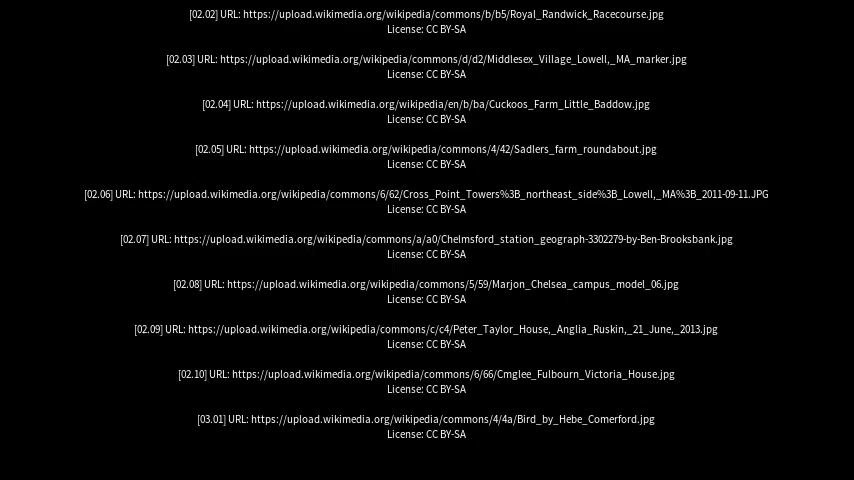 [02.02] URL: https://upload.wikimedia.org/wikipedia/commons/b/b5/Royal_Randwick_Racecourse.jpg
License: CC BY-SA
[02.03] URL: https://upload.wikimedia.org/wikipedia/commons/d/d2/Middlesex_Village_Lowell,_MA_marker.jpg
License: CC BY-SA
[02.04] URL: https://upload.wikimedia.org/wikipedia/en/b/ba/Cuckoos_Farm_Little_Baddow.jpg
License: CC BY-SA
[02.05] URL: https://upload.wikimedia.org/wikipedia/commons/4/42/Sadlers_farm_roundabout.jpg
License: CC BY-SA
[02.06] URL: https://upload.wikimedia.org/wikipedia/commons/6/62/Cross_Point_Towers%3B_northeast_side%3B_Lowell,_MA%3B_2011-09-11.JPG
License: CC BY-SA
[02.07] URL: https://upload.wikimedia.org/wikipedia/commons/a/a0/Chelmsford_station_geograph-3302279-by-Ben-Brooksbank.jpg
License: CC BY-SA
[02.08] URL: https://upload.wikimedia.org/wikipedia/commons/5/59/Marjon_Chelsea_campus_model_06.jpg
License: CC BY-SA
[02.09] URL: https://upload.wikimedia.org/wikipedia/commons/c/c4/Peter_Taylor_House,_Anglia_Ruskin,_21_June,_2013.jpg
License: CC BY-SA
[02.10] URL: https://upload.wikimedia.org/wikipedia/commons/6/66/Cmglee_Fulbourn_Victoria_House.jpg
License: CC BY-SA
[03.01] URL: https://upload.wikimedia.org/wikipedia/commons/4/4a/Bird_by_Hebe_Comerford.jpg
License: CC BY-SA